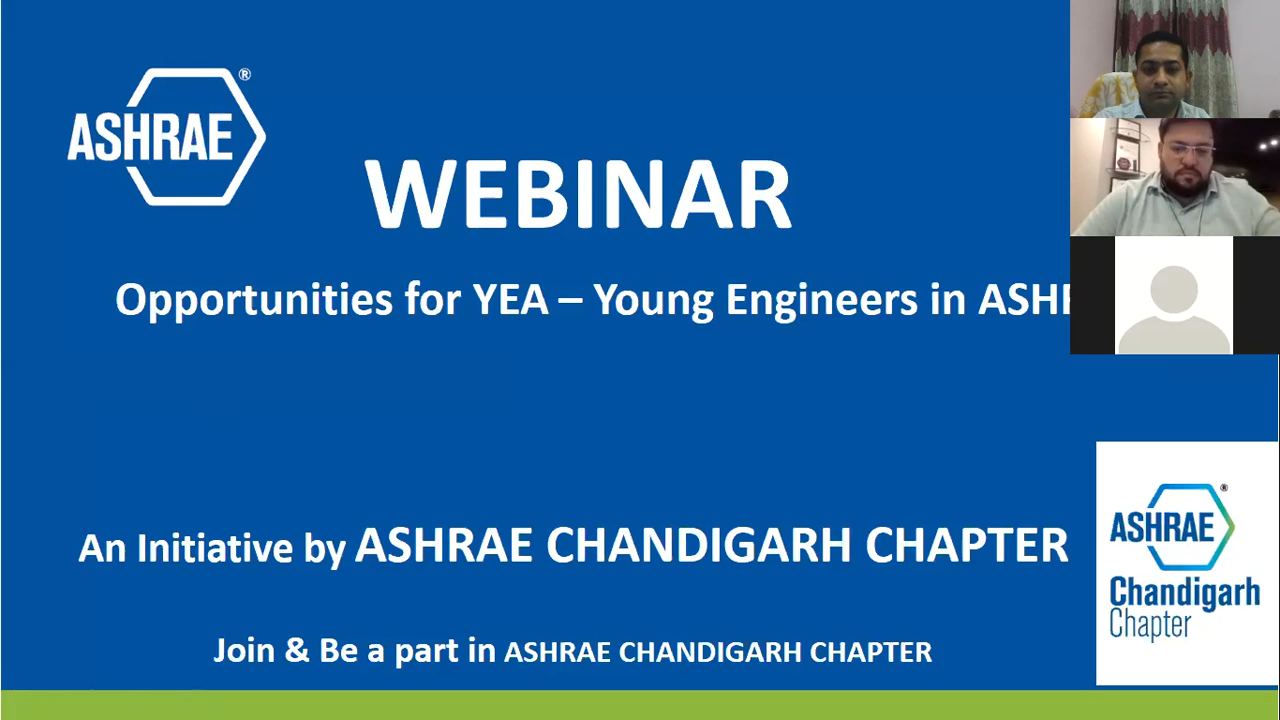 ASHRAE®
WEBINAR
Opportunities for YEA – Young Engineers in
An Initiative by ASHRAE CHANDIGARH CHAPTER
ASHRAE®
Chandigarh
Chapter
Join & Be a part in ASHRAE CHANDIGARH CHAPTER